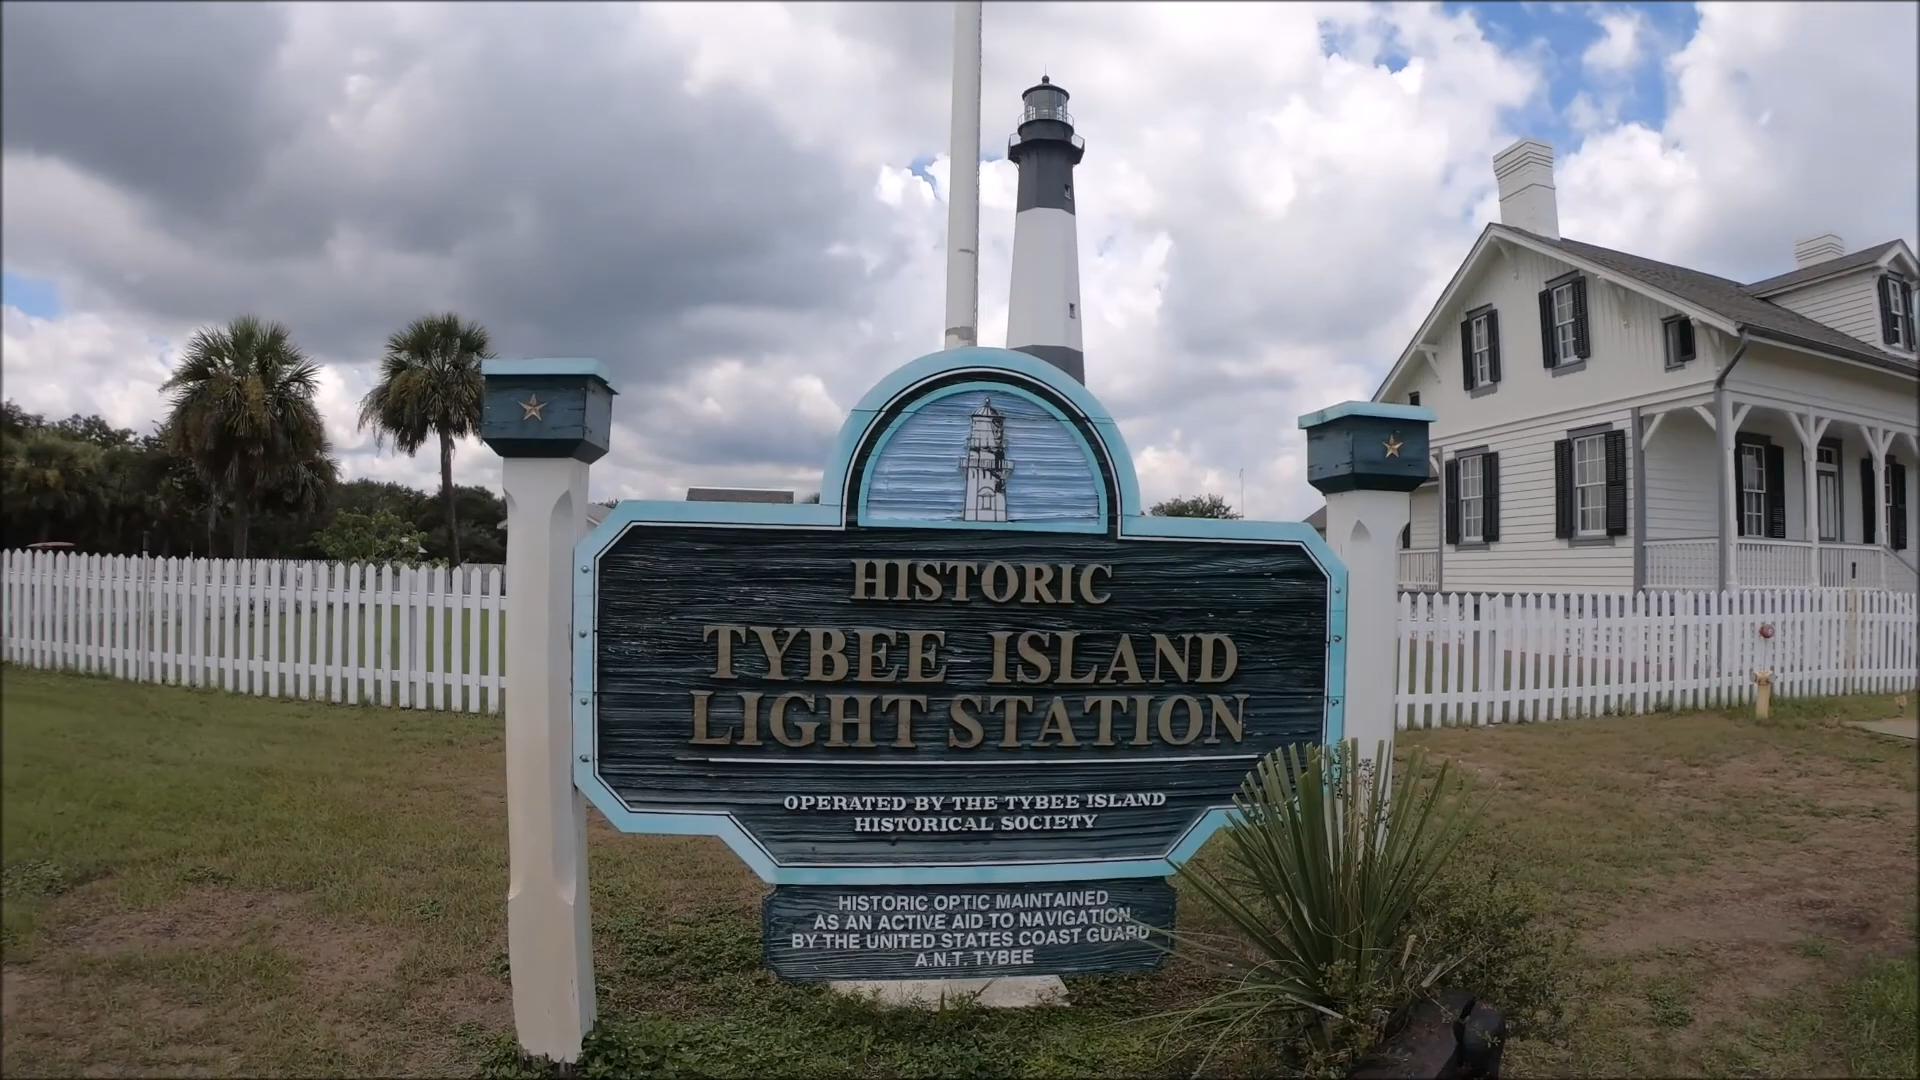 HISTORIC
TYBEE ISLAND
LIGHT STATION
OPERATED BY THE TYBEE ISLAND
HISTORICAL SOCIETY
HISTORIC OPTIC MAINTAINED
AS AN ACTIVE AID TO NAVIGATION
BY THE UNITED STATES COAST GUARD
A.N.T. TYBEE